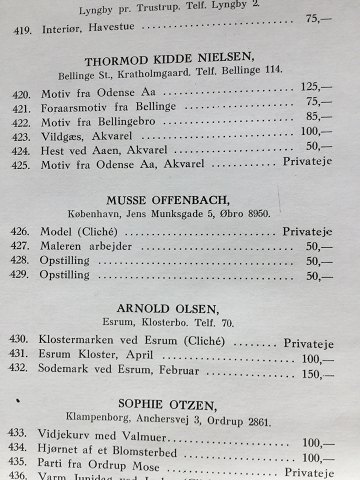 Lyngby pr. Trustrup. Telf. Lyngby 2.
419. Interiør, Havestue .................... 75,—
THORMOD KIDDE NIELSEN,
Bellinge St., Kratholmgaard. Telf. Bellinge 114.
420. Motiv fra Odense Aa .................... 125,—
421. Foraarsmotiv fra Bellinge .................... 75,—
422. Motiv fra Bellingebro .................... 85,—
423. Vildgæs, Akvarel .................... 100,—
424. Hest ved Aaen, Akvarel .................... 50,—
425. Motiv fra Odense Aa, Akvarel .................... Privateje
MUSSE OFFENBACH,
København, Jens Munksgade 5, Øbro 8950.
426. Model (Cliché) .................... Privateje
427. Maleren arbejder .................... 50,—
428. Opstilling .................... 50,—
429. Opstilling .................... 50,—
ARNOLD OLSEN,
Esrum, Klosterbo. Telf. 70.
430. Klostermarken ved Esrum (Cliché) .................... Privateje
431. Esrum Kloster, April .................... 100,—
432. Sodemark ved Esrum, Februar .................... 150,—
SOPHIE OTZEN,
Klampenborg, Anchersvej 3, Ordrup 2861.
433. Vidjekurv med Valmuer .................... 100,—
434. Hjørnet af et Blomsterbed .................... 100,—
435. Parti fra Ordrup Mose .................... Privateje
436. Varm Junidag